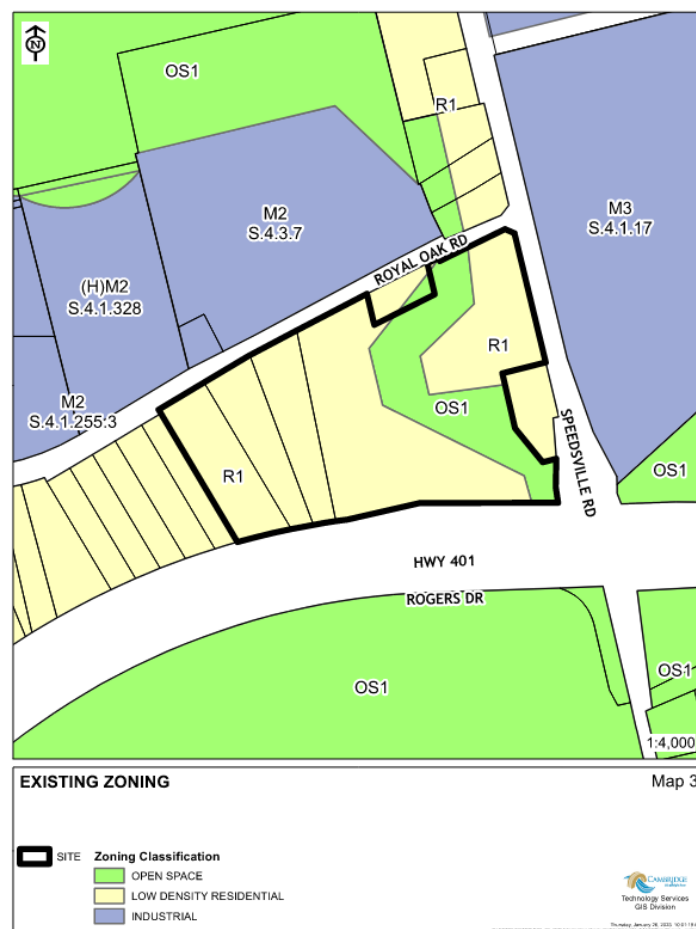 N
OS1
R1
M2
S.4.3.7
M3
S.4.1.17
ROYAL OAK RD
(H)M2
S.4.1.328
R1
M2
S.4.1.255:3
OS1
SPEEDSVILLE RD
OS1
R1
HWY 401
ROGERS DR
OS1
OS1
1:4,000
EXISTING ZONING
Map 3
SITE
Zoning Classification
OPEN SPACE
LOW DENSITY RESIDENTIAL
INDUSTRIAL
CAMBRIDGE
Technology Services
GIS Division